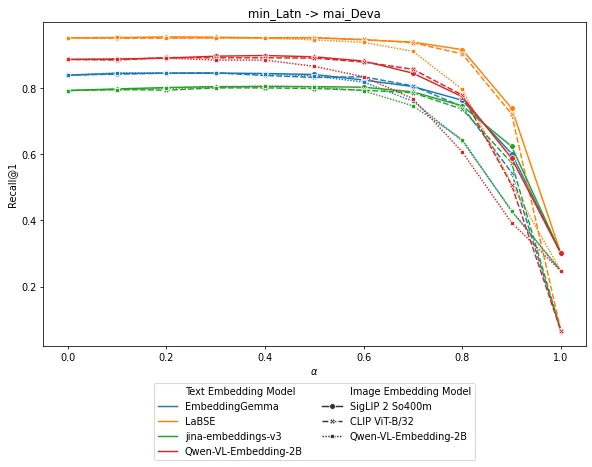 min_Latn -> mai_Deva
Recall@1
0.8
0.6
0.4
0.2
0.0 0.2 0.4 0.6 0.8 1.0
α
Text Embedding Model Image Embedding Model
EmbeddingGemma SigLIP 2 So400m
LaBSE CLIP ViT-B/32
jina-embeddings-v3 Qwen-VL-Embedding-2B
Qwen-VL-Embedding-2B